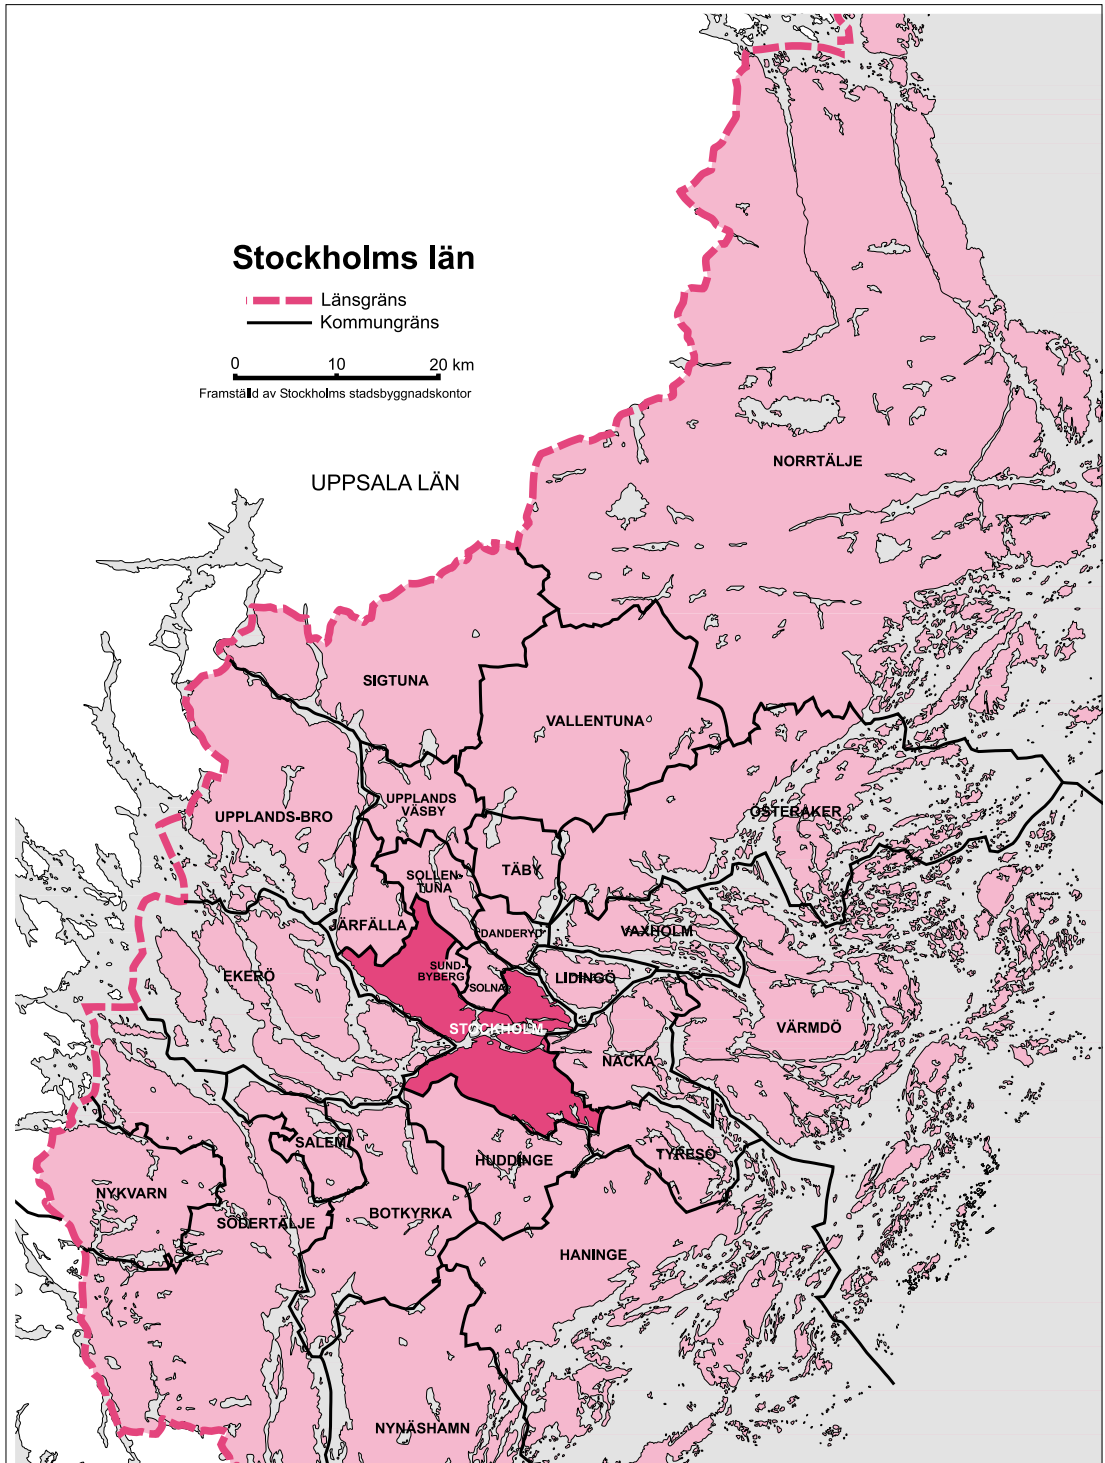 Stockholms län
Länsgräns
Kommungräns
0 10 20 km
Framställd av Stockholms stadsbyggnadskontor
UPPSALA LÄN
NORRTÄLJE
SIGTUNA
VALLENTUNA
UPPLANDS
VÄSBY
UPPLANDS-BRO
ÖSTERÅKER
TÄBY
SOLLEN-
TUNA
JÄRFÄLLA
DANDERYD
VAXHOLM
EKERÖ
SUND-
BYBERG
LIDINGÖ
SOLNA
STOCKHOLM
VÄRMDÖ
NACKA
SALEM
HUDDINGE
TYRESÖ
NYKVARN
SÖDERTÄLJE
BOTKYRKA
HANINGE
NYNÄSHAMN